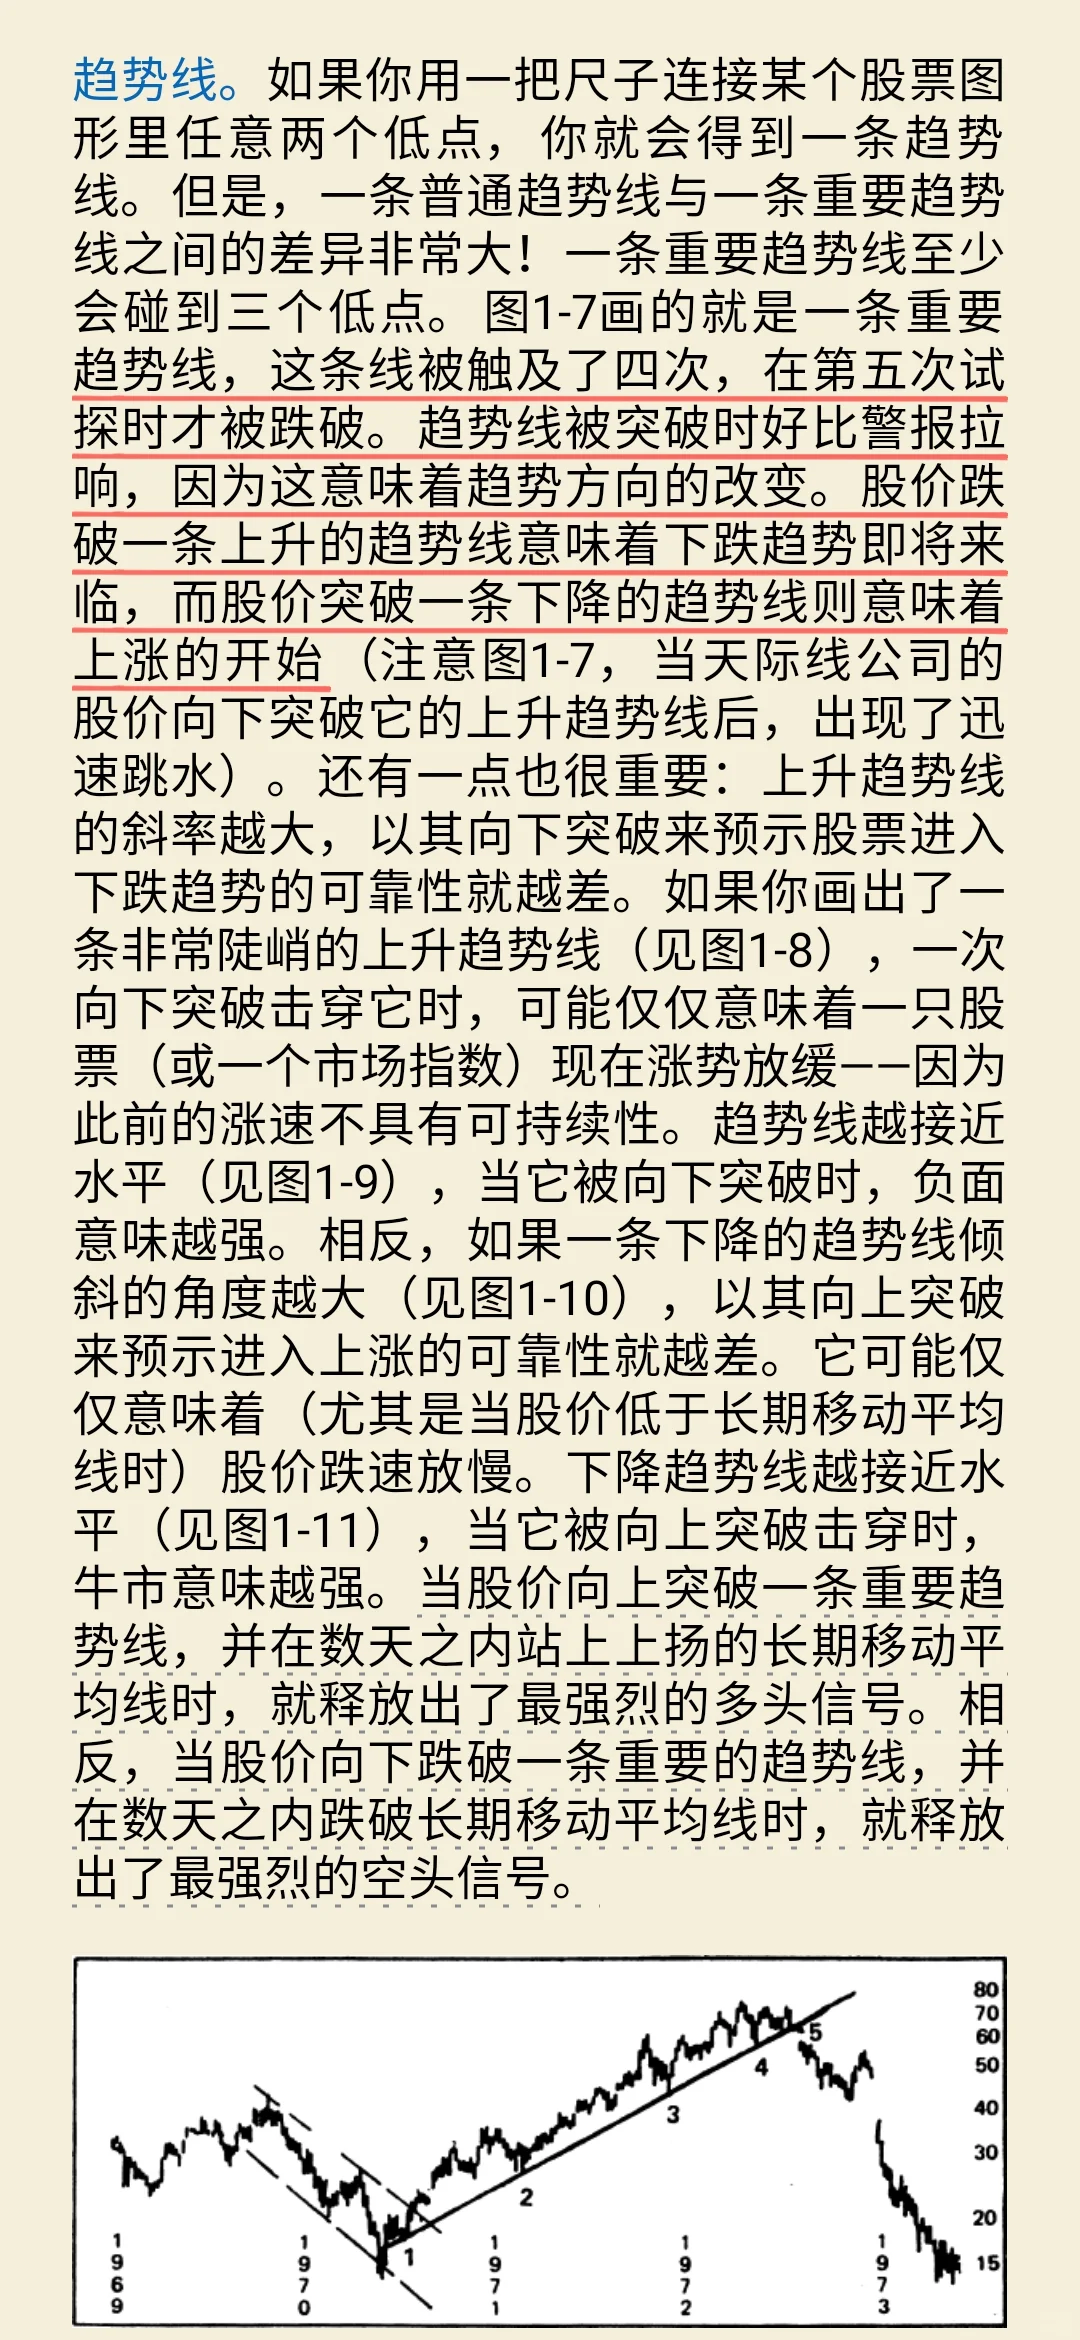 趋势线。如果你用一把尺子连接某个股票图
形里任意两个低点，你就会得到一条趋势
线。但是，一条普通趋势线与一条重要趋势
线之间的差异非常大！一条重要趋势线至少
会碰到三个低点。图1-7画的就是一条重要
趋势线，这条线被触及了四次，在第五次试
探时才被跌破。趋势线被突破时好比警报拉
响，因为这意味着趋势方向的改变。股价跌
破一条上升的趋势线意味着下跌趋势即将来
临，而股价突破一条下降的趋势线则意味着
上涨的开始（注意图1-7，当天际线公司的
股价向下突破它的上升趋势线后，出现了迅
速跳水）。还有一点也很重要：上升趋势线
的斜率越大，以其向下突破来预示股票进入
下跌趋势的可靠性就越差。如果你画出了一
条非常陡峭的上升趋势线（见图1-8），一次
向下突破击穿它时，可能仅仅意味着一只股
票（或一个市场指数）现在涨势放缓——因为
此前的涨速不具有可持续性。趋势线越接近
水平（见图1-9），当它被向下突破时，负面
意味越强。相反，如果一条下降的趋势线倾
斜的角度越大（见图1-10），以其向上突破
来预示进入上涨的可靠性就越差。它可能仅
仅意味着（尤其是当股价低于长期移动平均
线时）股价跌速放慢。下降趋势线越接近水
平（见图1-11），当它被向上突破击穿时，
牛市意味越强。当股价向上突破一条重要趋
势线，并在数天之内站上上扬的长期移动平
均线时，就释放出了最强烈的多头信号。相
反，当股价向下跌破一条重要的趋势线，并
在数天之内跌破长期移动平均线时，就释放
出了最强烈的空头信号。
80
70
60
50
40
30
20
15
1
2
3
4
5
1969
1970
1971
1972
1973